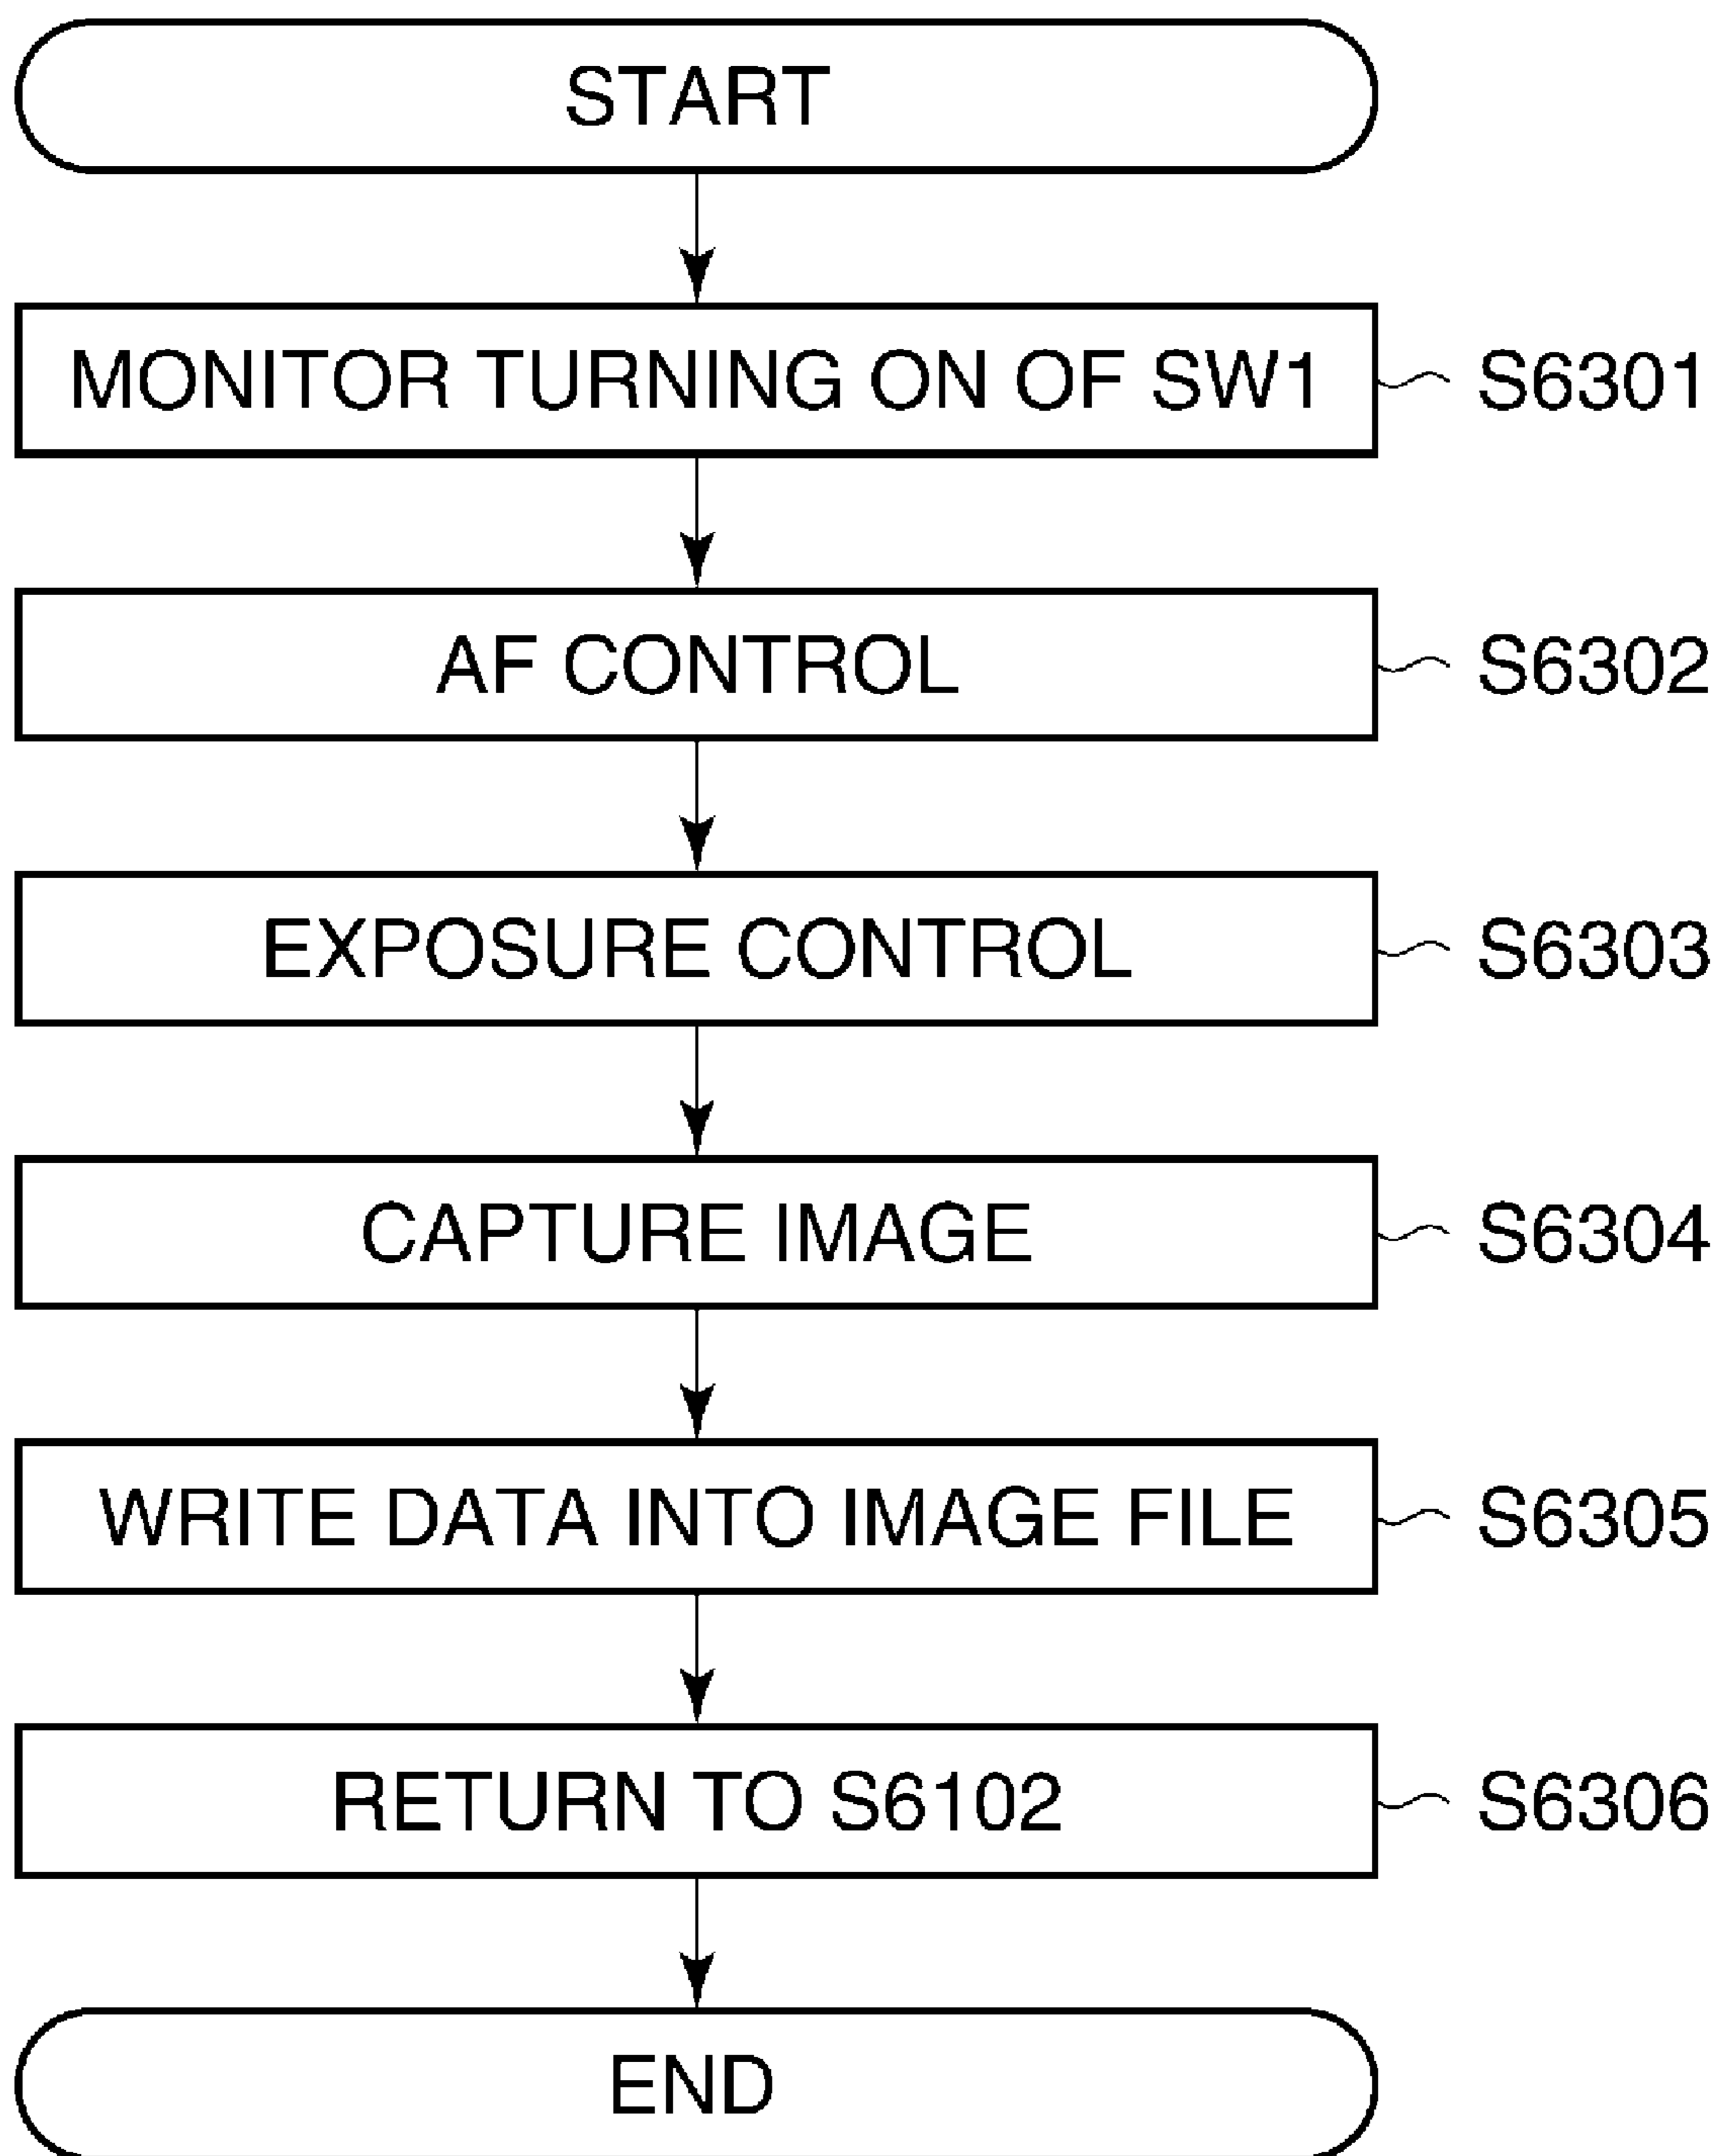 START
MONITOR TURNING ON OF SW1 S6301
AF CONTROL S6302
EXPOSURE CONTROL S6303
CAPTURE IMAGE S6304
WRITE DATA INTO IMAGE FILE S6305
RETURN TO S6102 S6306
END